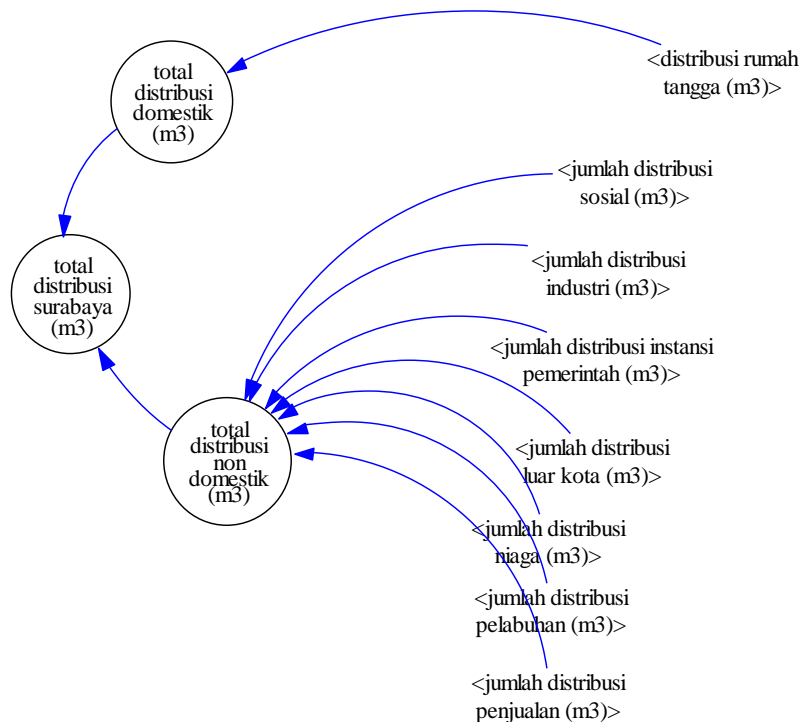 total
distribusi
domestik
(m3)
<distribusi rumah
tangga (m3)>
<jumlah distribusi
sosial (m3)>
total
distribusi
surabaya
(m3)
<jumlah distribusi
industri (m3)>
<jumlah distribusi instansi
pemerintah (m3)>
total
distribusi
non
domestik
(m3)
<jumlah distribusi
luar kota (m3)>
<jumlah distribusi
niaga (m3)>
<jumlah distribusi
pelabuhan (m3)>
<jumlah distribusi
penjualan (m3)>